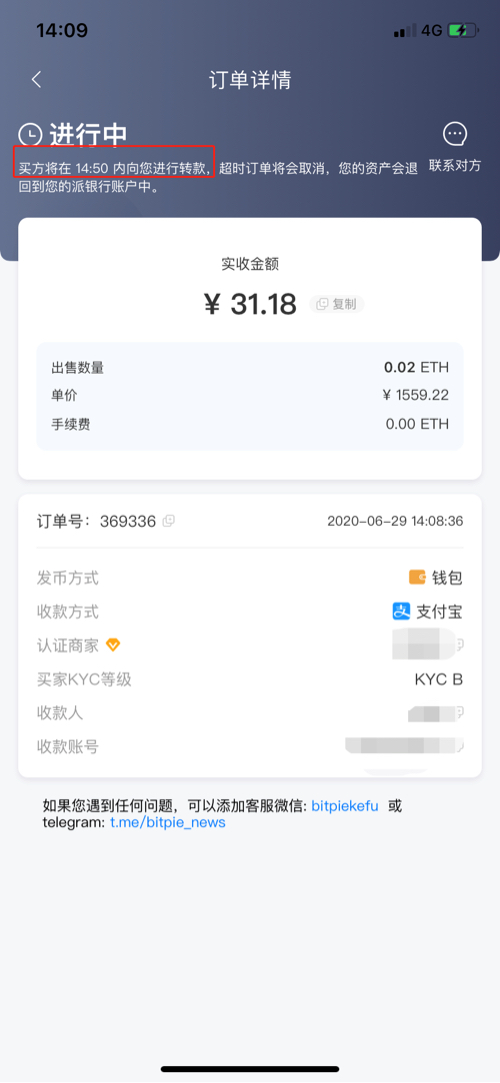 14:09
4G
订单详情
进行中
买方将在 14:50 内向您进行转款，超时订单将会取消，您的资产会退
回到您的派银行账户中。
联系对方
实收金额
¥ 31.18 复制
出售数量 0.02 ETH
单价 ¥ 1559.22
手续费 0.00 ETH
订单号：369336 2020-06-29 14:08:36
发币方式 钱包
收款方式 支付宝
认证商家
买家KYC等级 KYC B
收款人
收款账号
如果您遇到任何问题，可以添加客服微信: bitpiekefu 或
telegram: t.me/bitpie_news